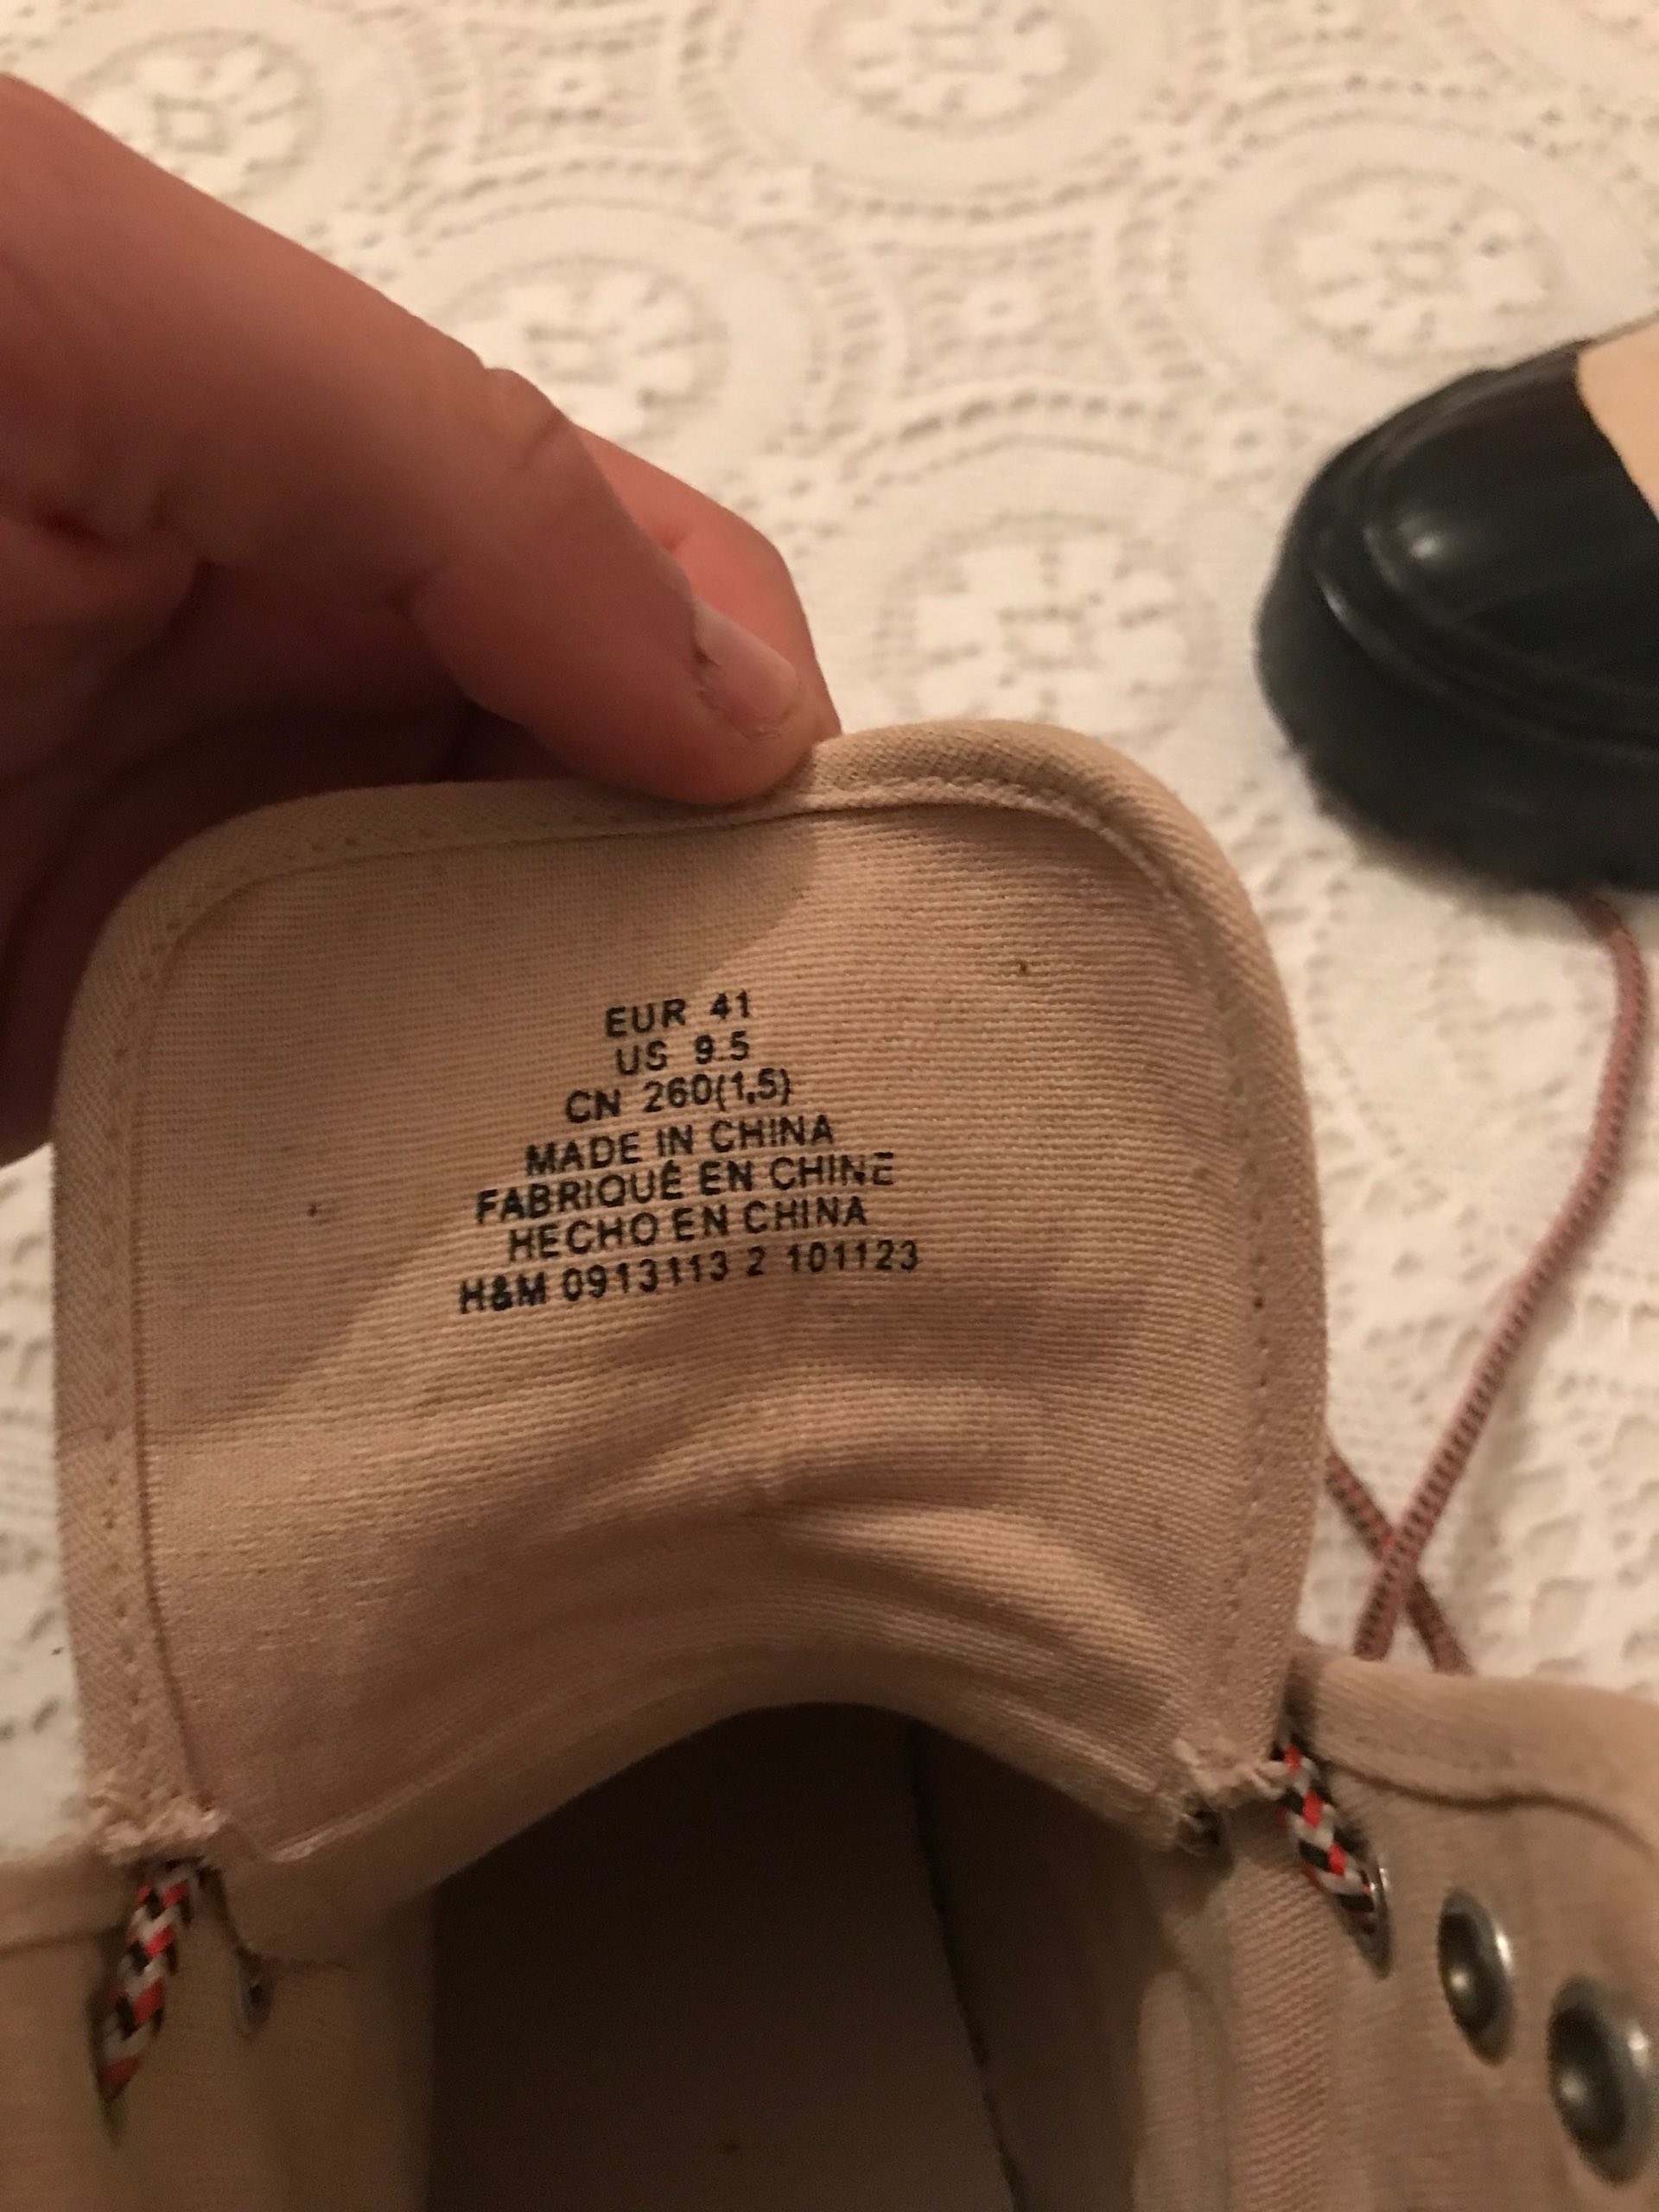 EUR 41
US 9.5
CN 260(1,5)
MADE IN CHINA
FABRIQUÉ EN CHINE
HECHO EN CHINA
H&M 0913113 2 101123